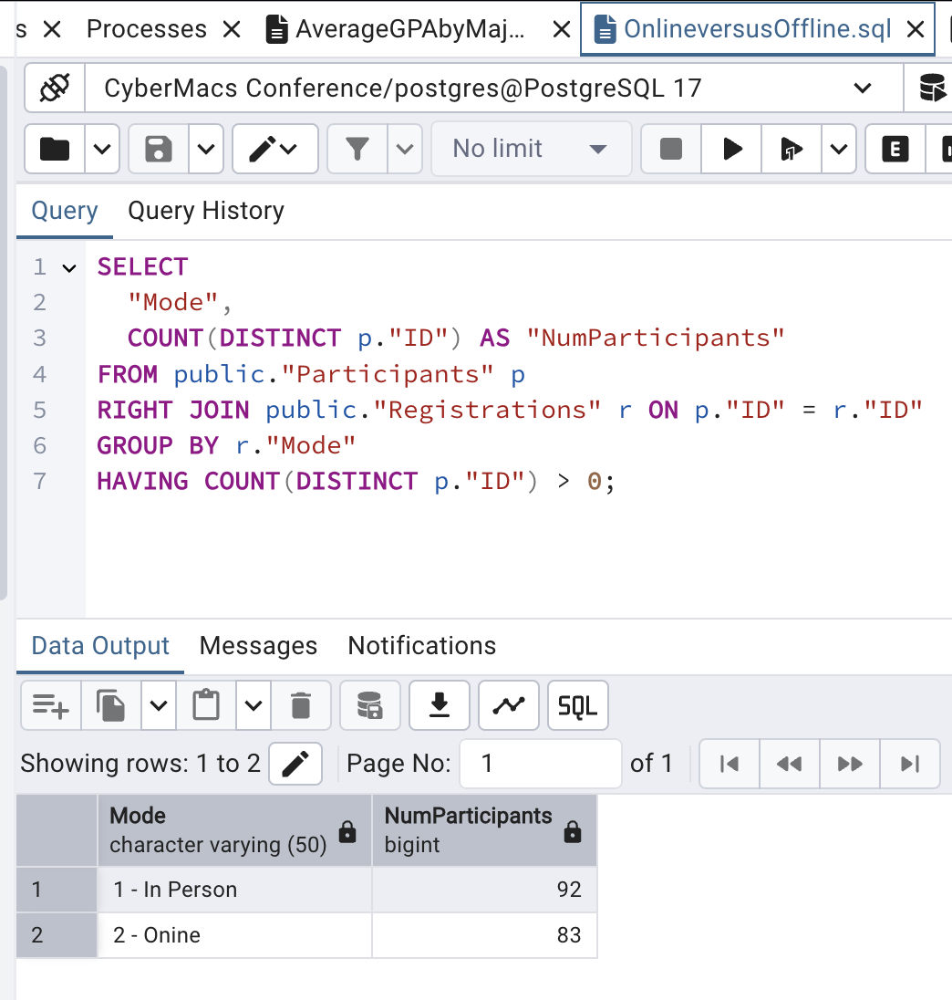 s Processes AverageGPAbyMaj... OnlineversusOffline.sql
CyberMacs Conference/postgres@PostgreSQL 17
No limit E
Query Query History
1 SELECT
2 "Mode",
3 COUNT(DISTINCT p."ID") AS "NumParticipants"
4 FROM public."Participants" p
5 RIGHT JOIN public."Registrations" r ON p."ID" = r."ID"
6 GROUP BY r."Mode"
7 HAVING COUNT(DISTINCT p."ID") > 0;
Data Output Messages Notifications
SQL
Showing rows: 1 to 2 Page No: 1 of 1
Mode NumParticipants
character varying (50) bigint
1 1 - In Person 92
2 2 - Onine 83